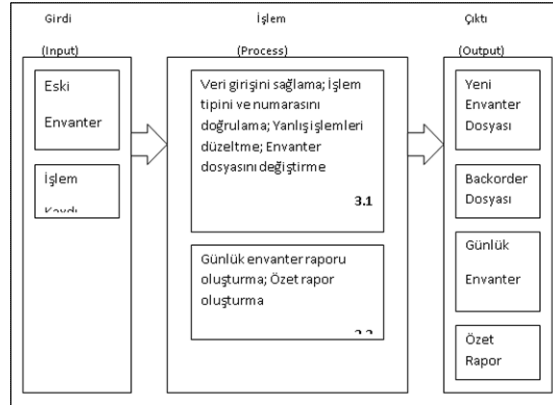 Girdi
(Input)
Eski
Envanter
İşlem
Kaydı
İşlem
(Process)
Veri girişini sağlama; İşlem
tipini ve numarasını
doğrulama; Yanlış işlemleri
düzeltme; Envanter
dosyasını değiştirme
3.1
Günlük envanter raporu
oluşturma; Özet rapor
oluşturma
Çıktı
(Output)
Yeni
Envanter
Dosyası
Backorder
Dosyası
Günlük
Envanter
Özet
Rapor